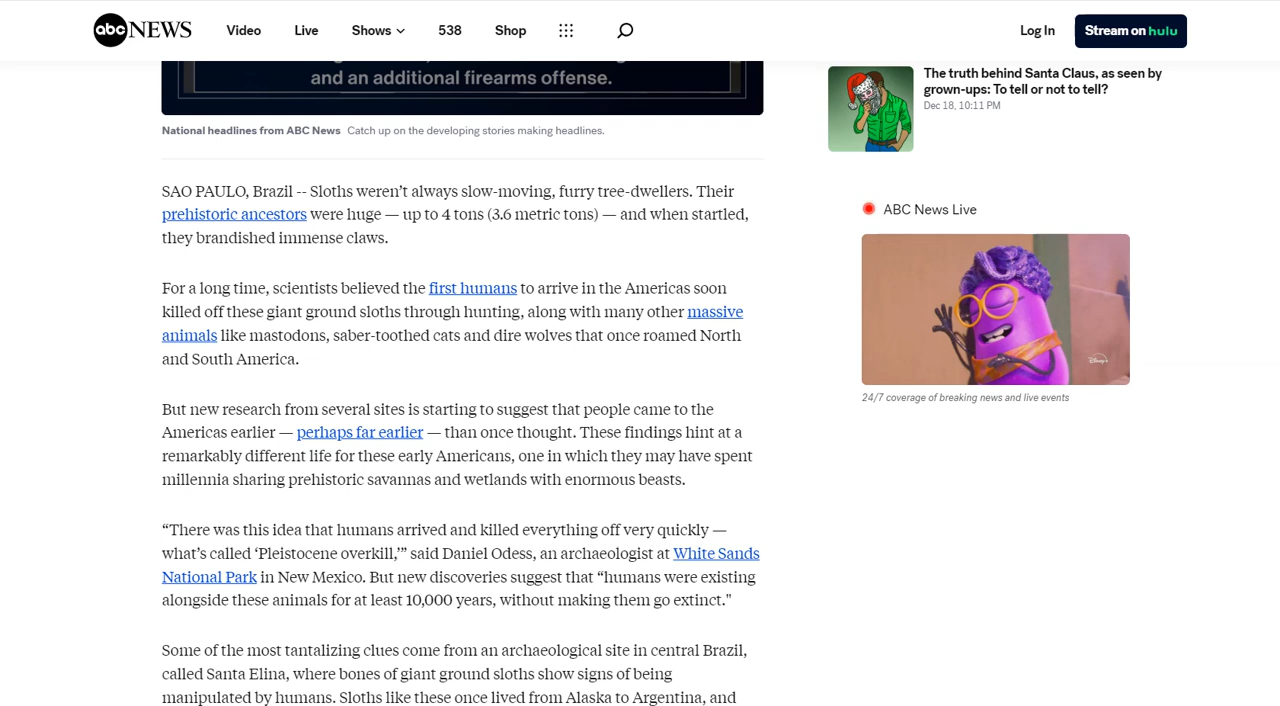 abc NEWS
Video
Live
Shows
538
Shop
Log In
Stream on hulu
and an additional firearms offense.
National headlines from ABC News Catch up on the developing stories making headlines.
The truth behind Santa Claus, as seen by
grown-ups: To tell or not to tell?
Dec 18, 10:11 PM
SAO PAULO, Brazil -- Sloths weren’t always slow-moving, furry tree-dwellers. Their
prehistoric ancestors were huge — up to 4 tons (3.6 metric tons) — and when startled,
they brandished immense claws.
For a long time, scientists believed the first humans to arrive in the Americas soon
killed off these giant ground sloths through hunting, along with many other massive
animals like mastodons, saber-toothed cats and dire wolves that once roamed North
and South America.
But new research from several sites is starting to suggest that people came to the
Americas earlier — perhaps far earlier — than once thought. These findings hint at a
remarkably different life for these early Americans, one in which they may have spent
millennia sharing prehistoric savannas and wetlands with enormous beasts.
“There was this idea that humans arrived and killed everything off very quickly —
what’s called ‘Pleistocene overkill,’” said Daniel Odess, an archaeologist at White Sands
National Park in New Mexico. But new discoveries suggest that “humans were existing
alongside these animals for at least 10,000 years, without making them go extinct."
Some of the most tantalizing clues come from an archaeological site in central Brazil,
called Santa Elina, where bones of giant ground sloths show signs of being
manipulated by humans. Sloths like these once lived from Alaska to Argentina, and
ABC News Live
Disney+
24/7 coverage of breaking news and live events